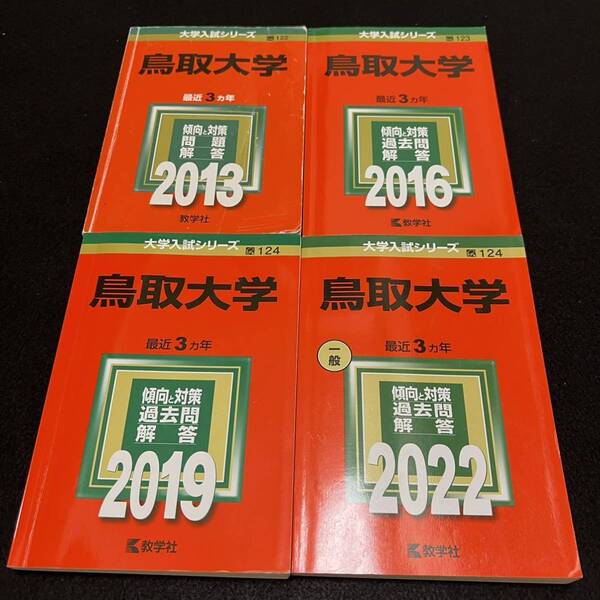 大学入試シリーズ
122
鳥取大学
最近3ヵ年
傾向と対策
問題
解答
2013
教学社
大学入試シリーズ
123
鳥取大学
最近3ヵ年
傾向と対策
過去問
解答
2016
教学社
大学入試シリーズ
124
鳥取大学
最近3ヵ年
傾向と対策
過去問
解答
2019
教学社
大学入試シリーズ
124
鳥取大学
一般
最近3ヵ年
傾向と対策
過去問
解答
2022
教学社